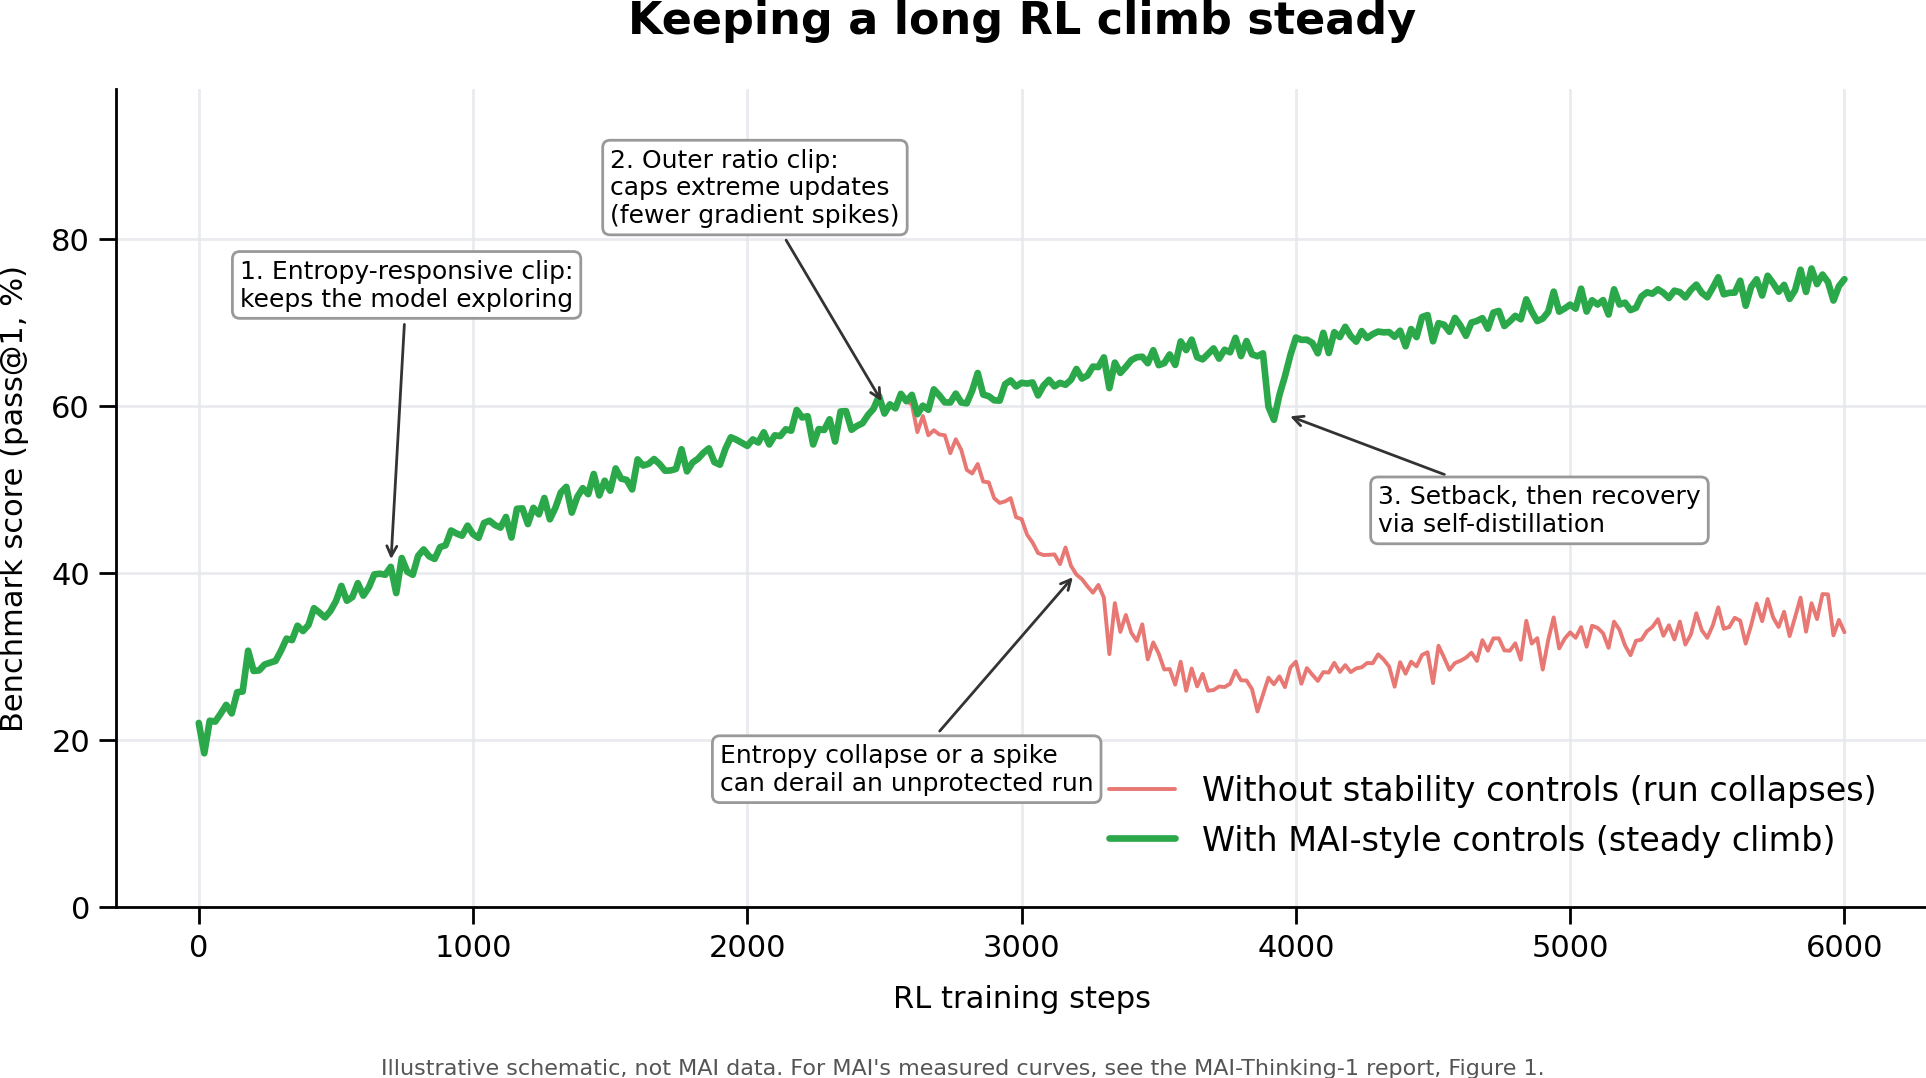 Keeping a long RL climb steady
Benchmark score (pass@1, %)
80
60
40
20
0
2. Outer ratio clip:
caps extreme updates
(fewer gradient spikes)
1. Entropy-responsive clip:
keeps the model exploring
3. Setback, then recovery
via self-distillation
Entropy collapse or a spike
can derail an unprotected run
Without stability controls (run collapses)
With MAI-style controls (steady climb)
0
1000
2000
3000
4000
5000
6000
RL training steps
Illustrative schematic, not MAI data. For MAI's measured curves, see the MAI-Thinking-1 report, Figure 1.